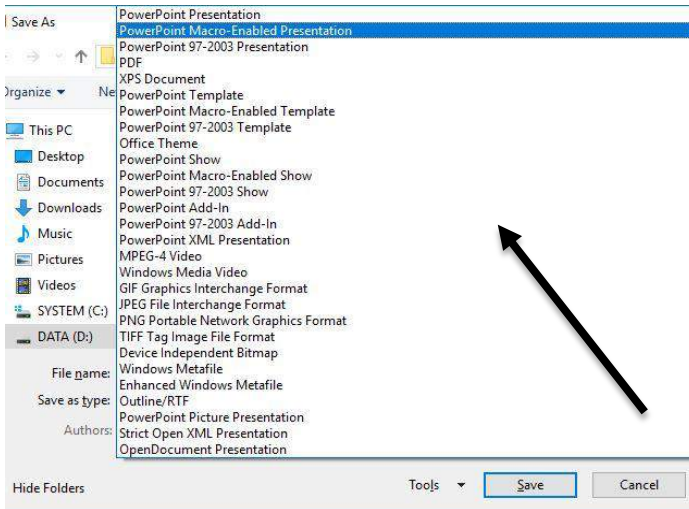 Save As
Organize
Ne
This PC
Desktop
Documents
Downloads
Music
Pictures
Videos
SYSTEM (C:)
DATA (D:)
File name:
Save as type:
Authors:
PowerPoint Presentation
PowerPoint Macro-Enabled Presentation
PowerPoint 97-2003 Presentation
PDF
XPS Document
PowerPoint Template
PowerPoint Macro-Enabled Template
PowerPoint 97-2003 Template
Office Theme
PowerPoint Show
PowerPoint Macro-Enabled Show
PowerPoint 97-2003 Show
PowerPoint Add-In
PowerPoint 97-2003 Add-In
PowerPoint XML Presentation
MPEG-4 Video
Windows Media Video
GIF Graphics Interchange Format
JPEG File Interchange Format
PNG Portable Network Graphics Format
TIFF Tag Image File Format
Device Independent Bitmap
Windows Metafile
Enhanced Windows Metafile
Outline/RTF
PowerPoint Picture Presentation
Strict Open XML Presentation
OpenDocument Presentation
Hide Folders
Tools
Save
Cancel